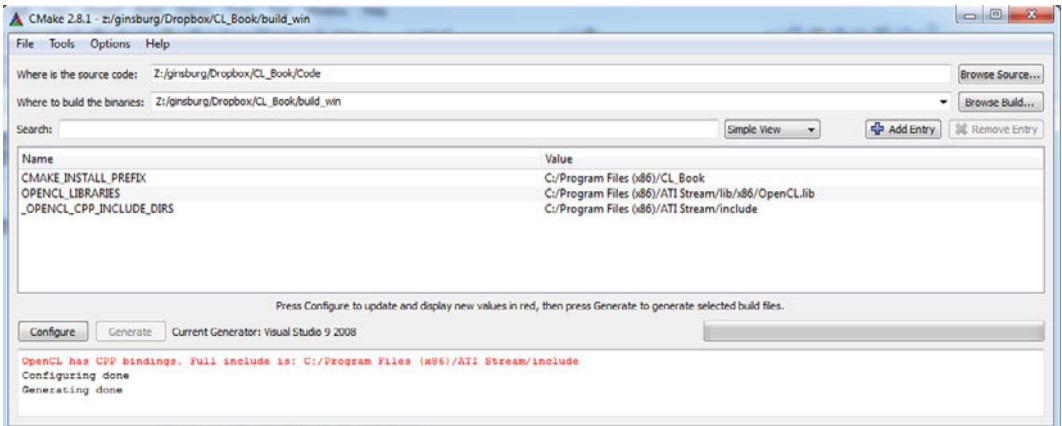 CMake 2.8.1 - z:/ginsburg/Dropbox/CL_Book/build_win
File Tools Options Help
Where is the source code: Z:/ginsburg/Dropbox/CL_Book/Code Browse Source...
Where to build the binaries: Z:/ginsburg/Dropbox/CL_Book/build_win Browse Build...
Search: Simple View Add Entry Remove Entry
Name Value
CMAKE_INSTALL_PREFIX C:/Program Files (x86)/CL_Book
OPENCL_LIBRARIES C:/Program Files (x86)/ATI Stream/lib/x86/OpenCL.lib
_OPENCL_CPP_INCLUDE_DIRS C:/Program Files (x86)/ATI Stream/include
Press Configure to update and display new values in red, then press Generate to generate selected build files.
Configure Generate Current Generator: Visual Studio 9 2008
OpenCL has CPP bindings. Full include is: C:/Program Files (x86)/ATI Stream/include
Configuring done
Generating done